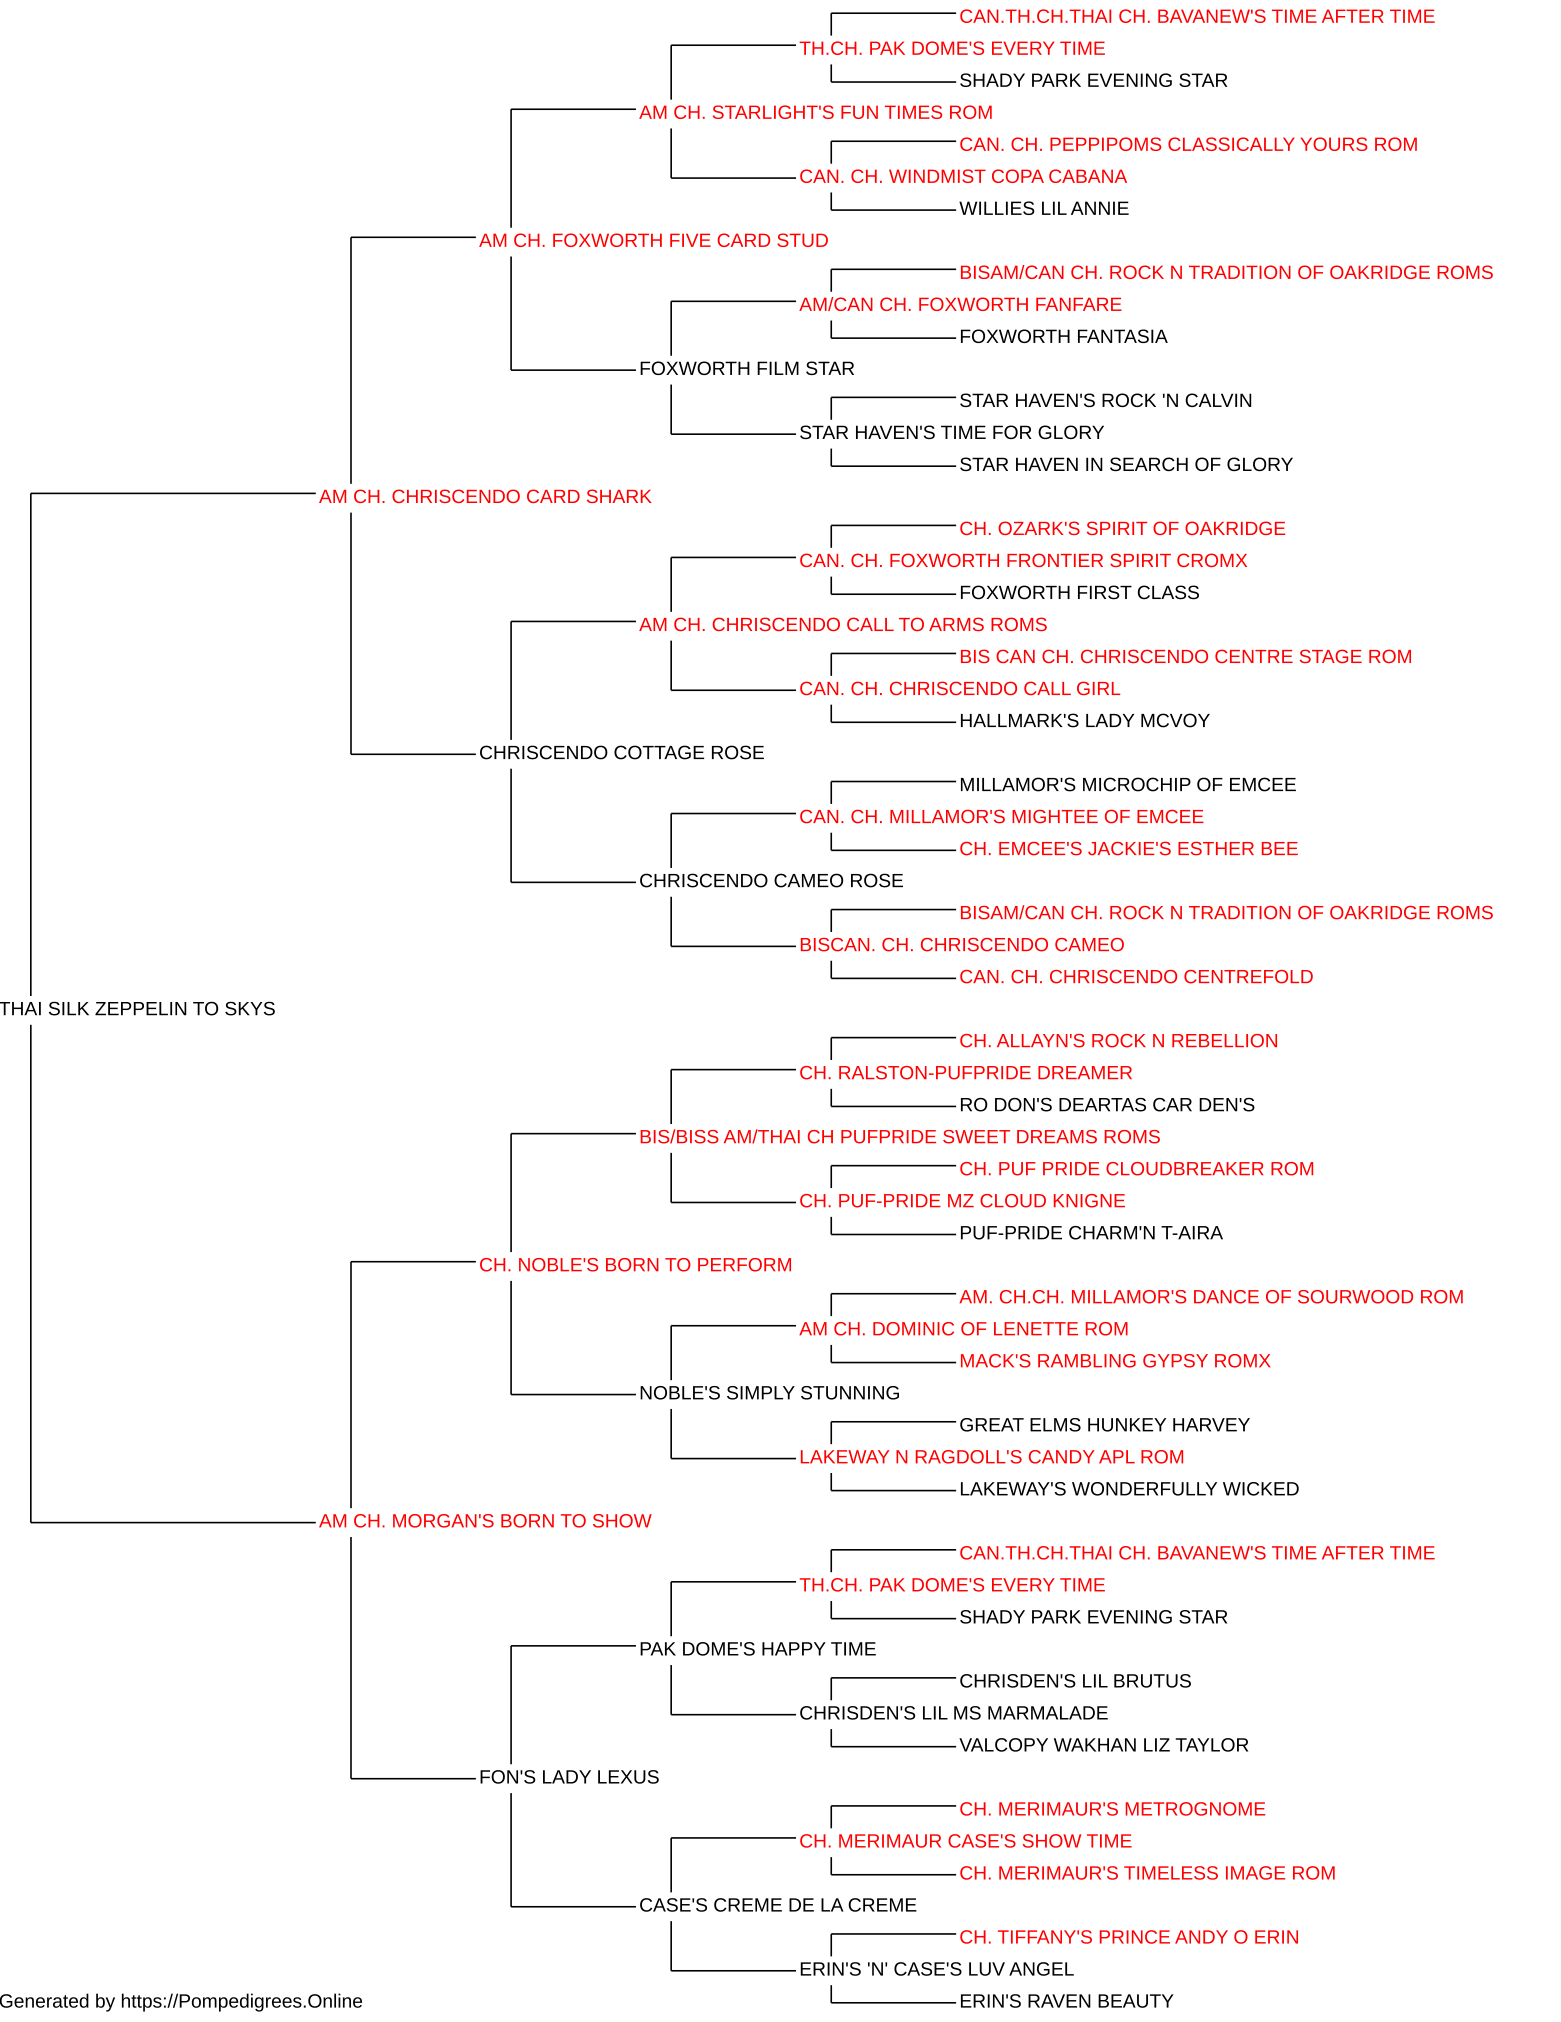 CAN.TH.CH.THAI CH. BAVANEW'S TIME AFTER TIME
TH.CH. PAK DOME'S EVERY TIME
SHADY PARK EVENING STAR
AM CH. STARLIGHT'S FUN TIMES ROM
CAN. CH. PEPPIPOMS CLASSICALLY YOURS ROM
CAN. CH. WINDMIST COPA CABANA
WILLIES LIL ANNIE
AM CH. FOXWORTH FIVE CARD STUD
BISAM/CAN CH. ROCK N TRADITION OF OAKRIDGE ROMS
AM/CAN CH. FOXWORTH FANFARE
FOXWORTH FANTASIA
FOXWORTH FILM STAR
STAR HAVEN'S ROCK 'N CALVIN
STAR HAVEN'S TIME FOR GLORY
STAR HAVEN IN SEARCH OF GLORY
AM CH. CHRISCENDO CARD SHARK
CH. OZARK'S SPIRIT OF OAKRIDGE
CAN. CH. FOXWORTH FRONTIER SPIRIT CROMX
FOXWORTH FIRST CLASS
AM CH. CHRISCENDO CALL TO ARMS ROMS
BIS CAN CH. CHRISCENDO CENTRE STAGE ROM
CAN. CH. CHRISCENDO CALL GIRL
HALLMARK'S LADY MCVOY
CHRISCENDO COTTAGE ROSE
MILLAMOR'S MICROCHIP OF EMCEE
CAN. CH. MILLAMOR'S MIGHTEE OF EMCEE
CH. EMCEE'S JACKIE'S ESTHER BEE
CHRISCENDO CAMEO ROSE
BISAM/CAN CH. ROCK N TRADITION OF OAKRIDGE ROMS
BISCAN. CH. CHRISCENDO CAMEO
CAN. CH. CHRISCENDO CENTREFOLD
THAI SILK ZEPPELIN TO SKYS
CH. ALLAYN'S ROCK N REBELLION
CH. RALSTON-PUFPRIDE DREAMER
RO DON'S DEARTAS CAR DEN'S
BIS/BISS AM/THAI CH PUFPRIDE SWEET DREAMS ROMS
CH. PUF PRIDE CLOUDBREAKER ROM
CH. PUF-PRIDE MZ CLOUD KNIGNE
PUF-PRIDE CHARM'N T-AIRA
CH. NOBLE'S BORN TO PERFORM
AM. CH.CH. MILLAMOR'S DANCE OF SOURWOOD ROM
AM CH. DOMINIC OF LENETTE ROM
MACK'S RAMBLING GYPSY ROMX
NOBLE'S SIMPLY STUNNING
GREAT ELMS HUNKEY HARVEY
LAKEWAY N RAGDOLL'S CANDY APL ROM
LAKEWAY'S WONDERFULLY WICKED
AM CH. MORGAN'S BORN TO SHOW
CAN.TH.CH.THAI CH. BAVANEW'S TIME AFTER TIME
TH.CH. PAK DOME'S EVERY TIME
SHADY PARK EVENING STAR
PAK DOME'S HAPPY TIME
CHRISDEN'S LIL BRUTUS
CHRISDEN'S LIL MS MARMALADE
VALCOPY WAKHAN LIZ TAYLOR
FON'S LADY LEXUS
CH. MERIMAUR'S METROGNOME
CH. MERIMAUR CASE'S SHOW TIME
CH. MERIMAUR'S TIMELESS IMAGE ROM
CASE'S CREME DE LA CREME
CH. TIFFANY'S PRINCE ANDY O ERIN
ERIN'S 'N' CASE'S LUV ANGEL
ERIN'S RAVEN BEAUTY
Generated by https://Pompedigrees.Online